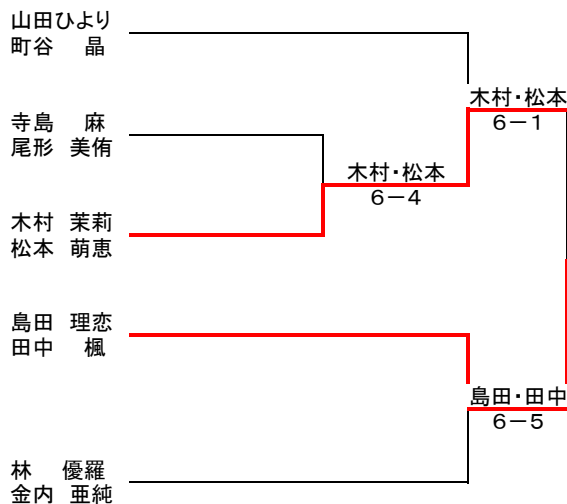 山田ひより
町谷 晶
木村・松本
6-1
寺島 麻
尾形 美侑
木村・松本
6-4
木村 茉莉
松本 萌恵
島田 理恋
田中 楓
島田・田中
6-5
林 優羅
金内 亜純